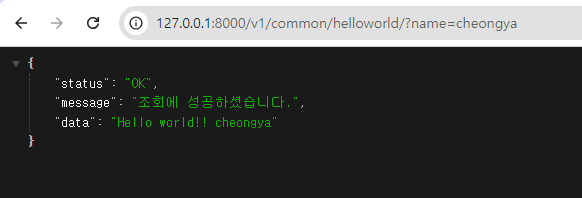 127.0.0.1:8000/v1/common/helloworld/?name=cheongya
{
"status": "OK",
"message": "조회에 성공하셨습니다.",
"data": "Hello world!! cheongya"
}